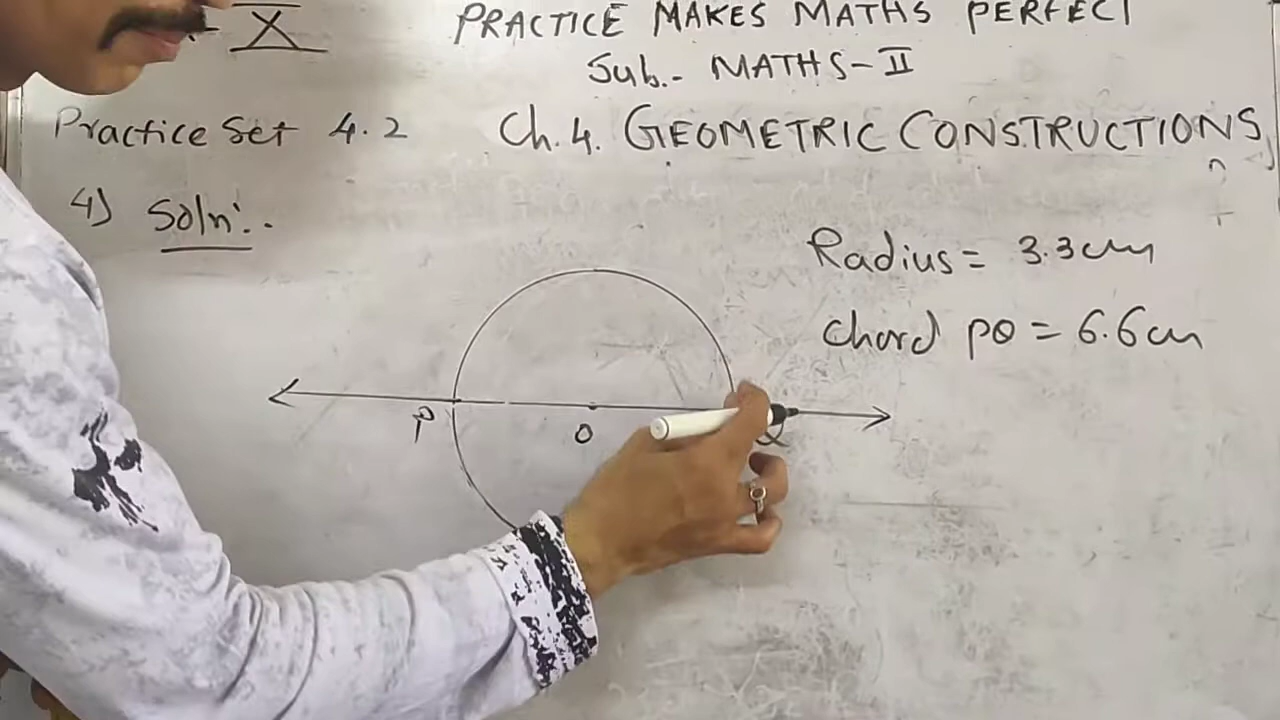 X
PRACTICE MAKES MATHS PERFECT
Sub.- MATHS-II
Practice Set 4.2
Ch.4. GEOMETRIC CONSTRUCTIONS
4) Soln:-
Radius = 3.3cm
Chord PQ = 6.6cm
P
O
Q